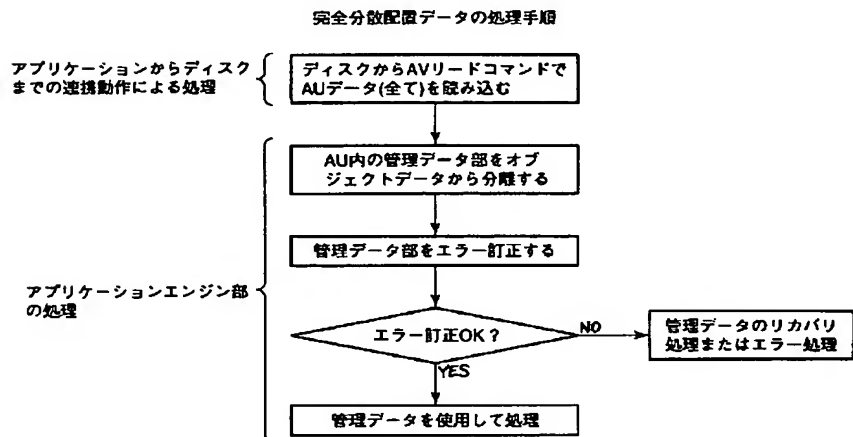 完全分散配置データの処理手順
アプリケーションからディスク
までの連携動作による処理
ディスクからAVリードコマンドで
AUデータ(全て)を読み込む
AU内の管理データ部をオブ
ジェクトデータから分離する
管理データ部をエラー訂正する
アプリケーションエンジン部
の処理
エラー訂正OK?
NO
管理データのリカバリ
処理またはエラー処理
YES
管理データを使用して処理